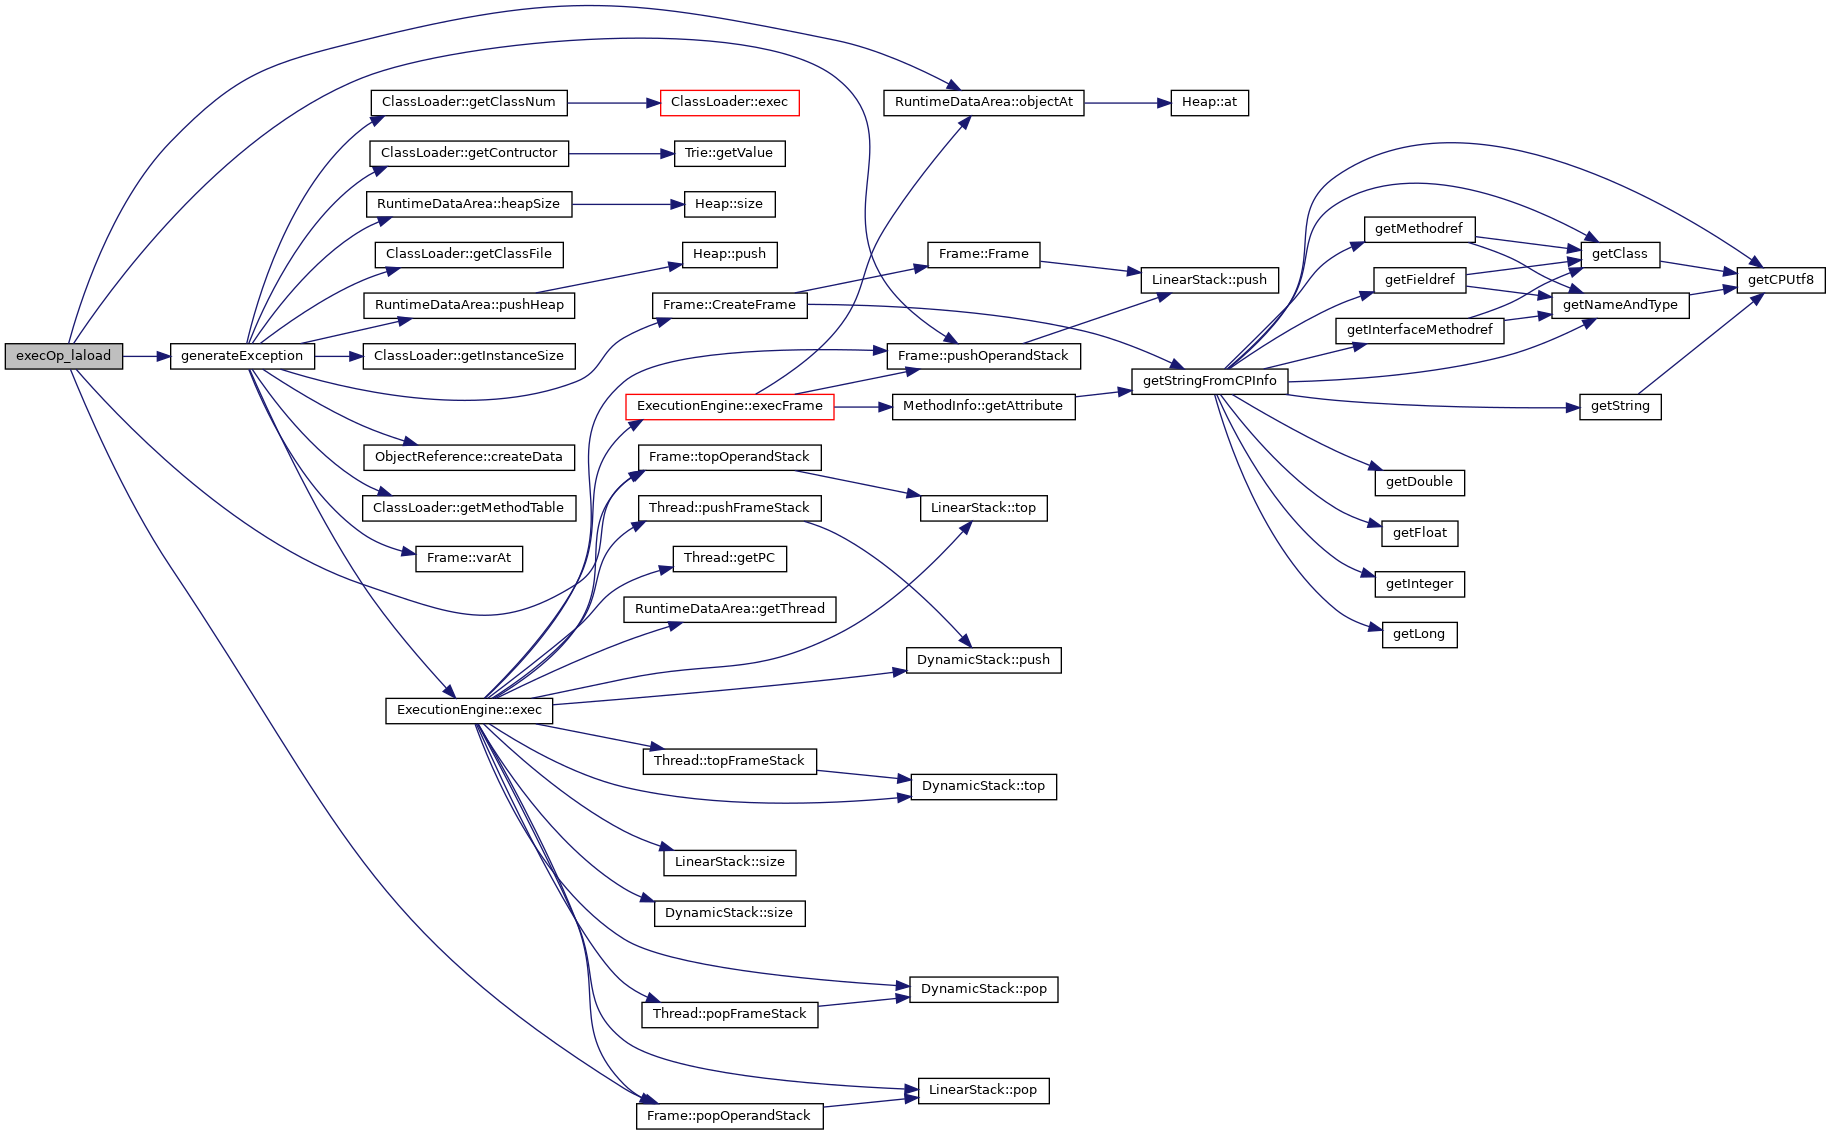 execOp_laload
generateException
ClassLoader::getClassNum
ClassLoader::getContructor
RuntimeDataArea::heapSize
ClassLoader::getClassFile
RuntimeDataArea::pushHeap
ClassLoader::getInstanceSize
ObjectReference::createData
ClassLoader::getMethodTable
Frame::varAt
ExecutionEngine::exec
ClassLoader::exec
Trie::getValue
Heap::size
Heap::push
Frame::CreateFrame
ExecutionEngine::execFrame
Frame::topOperandStack
Thread::pushFrameStack
Thread::getPC
RuntimeDataArea::getThread
Thread::topFrameStack
LinearStack::size
DynamicStack::size
Thread::popFrameStack
Frame::popOperandStack
RuntimeDataArea::objectAt
Frame::Frame
Frame::pushOperandStack
MethodInfo::getAttribute
LinearStack::top
DynamicStack::push
DynamicStack::top
DynamicStack::pop
LinearStack::pop
Heap::at
LinearStack::push
getStringFromCPInfo
getMethodref
getFieldref
getInterfaceMethodref
getDouble
getFloat
getInteger
getLong
getClass
getNameAndType
getString
getCPUtf8